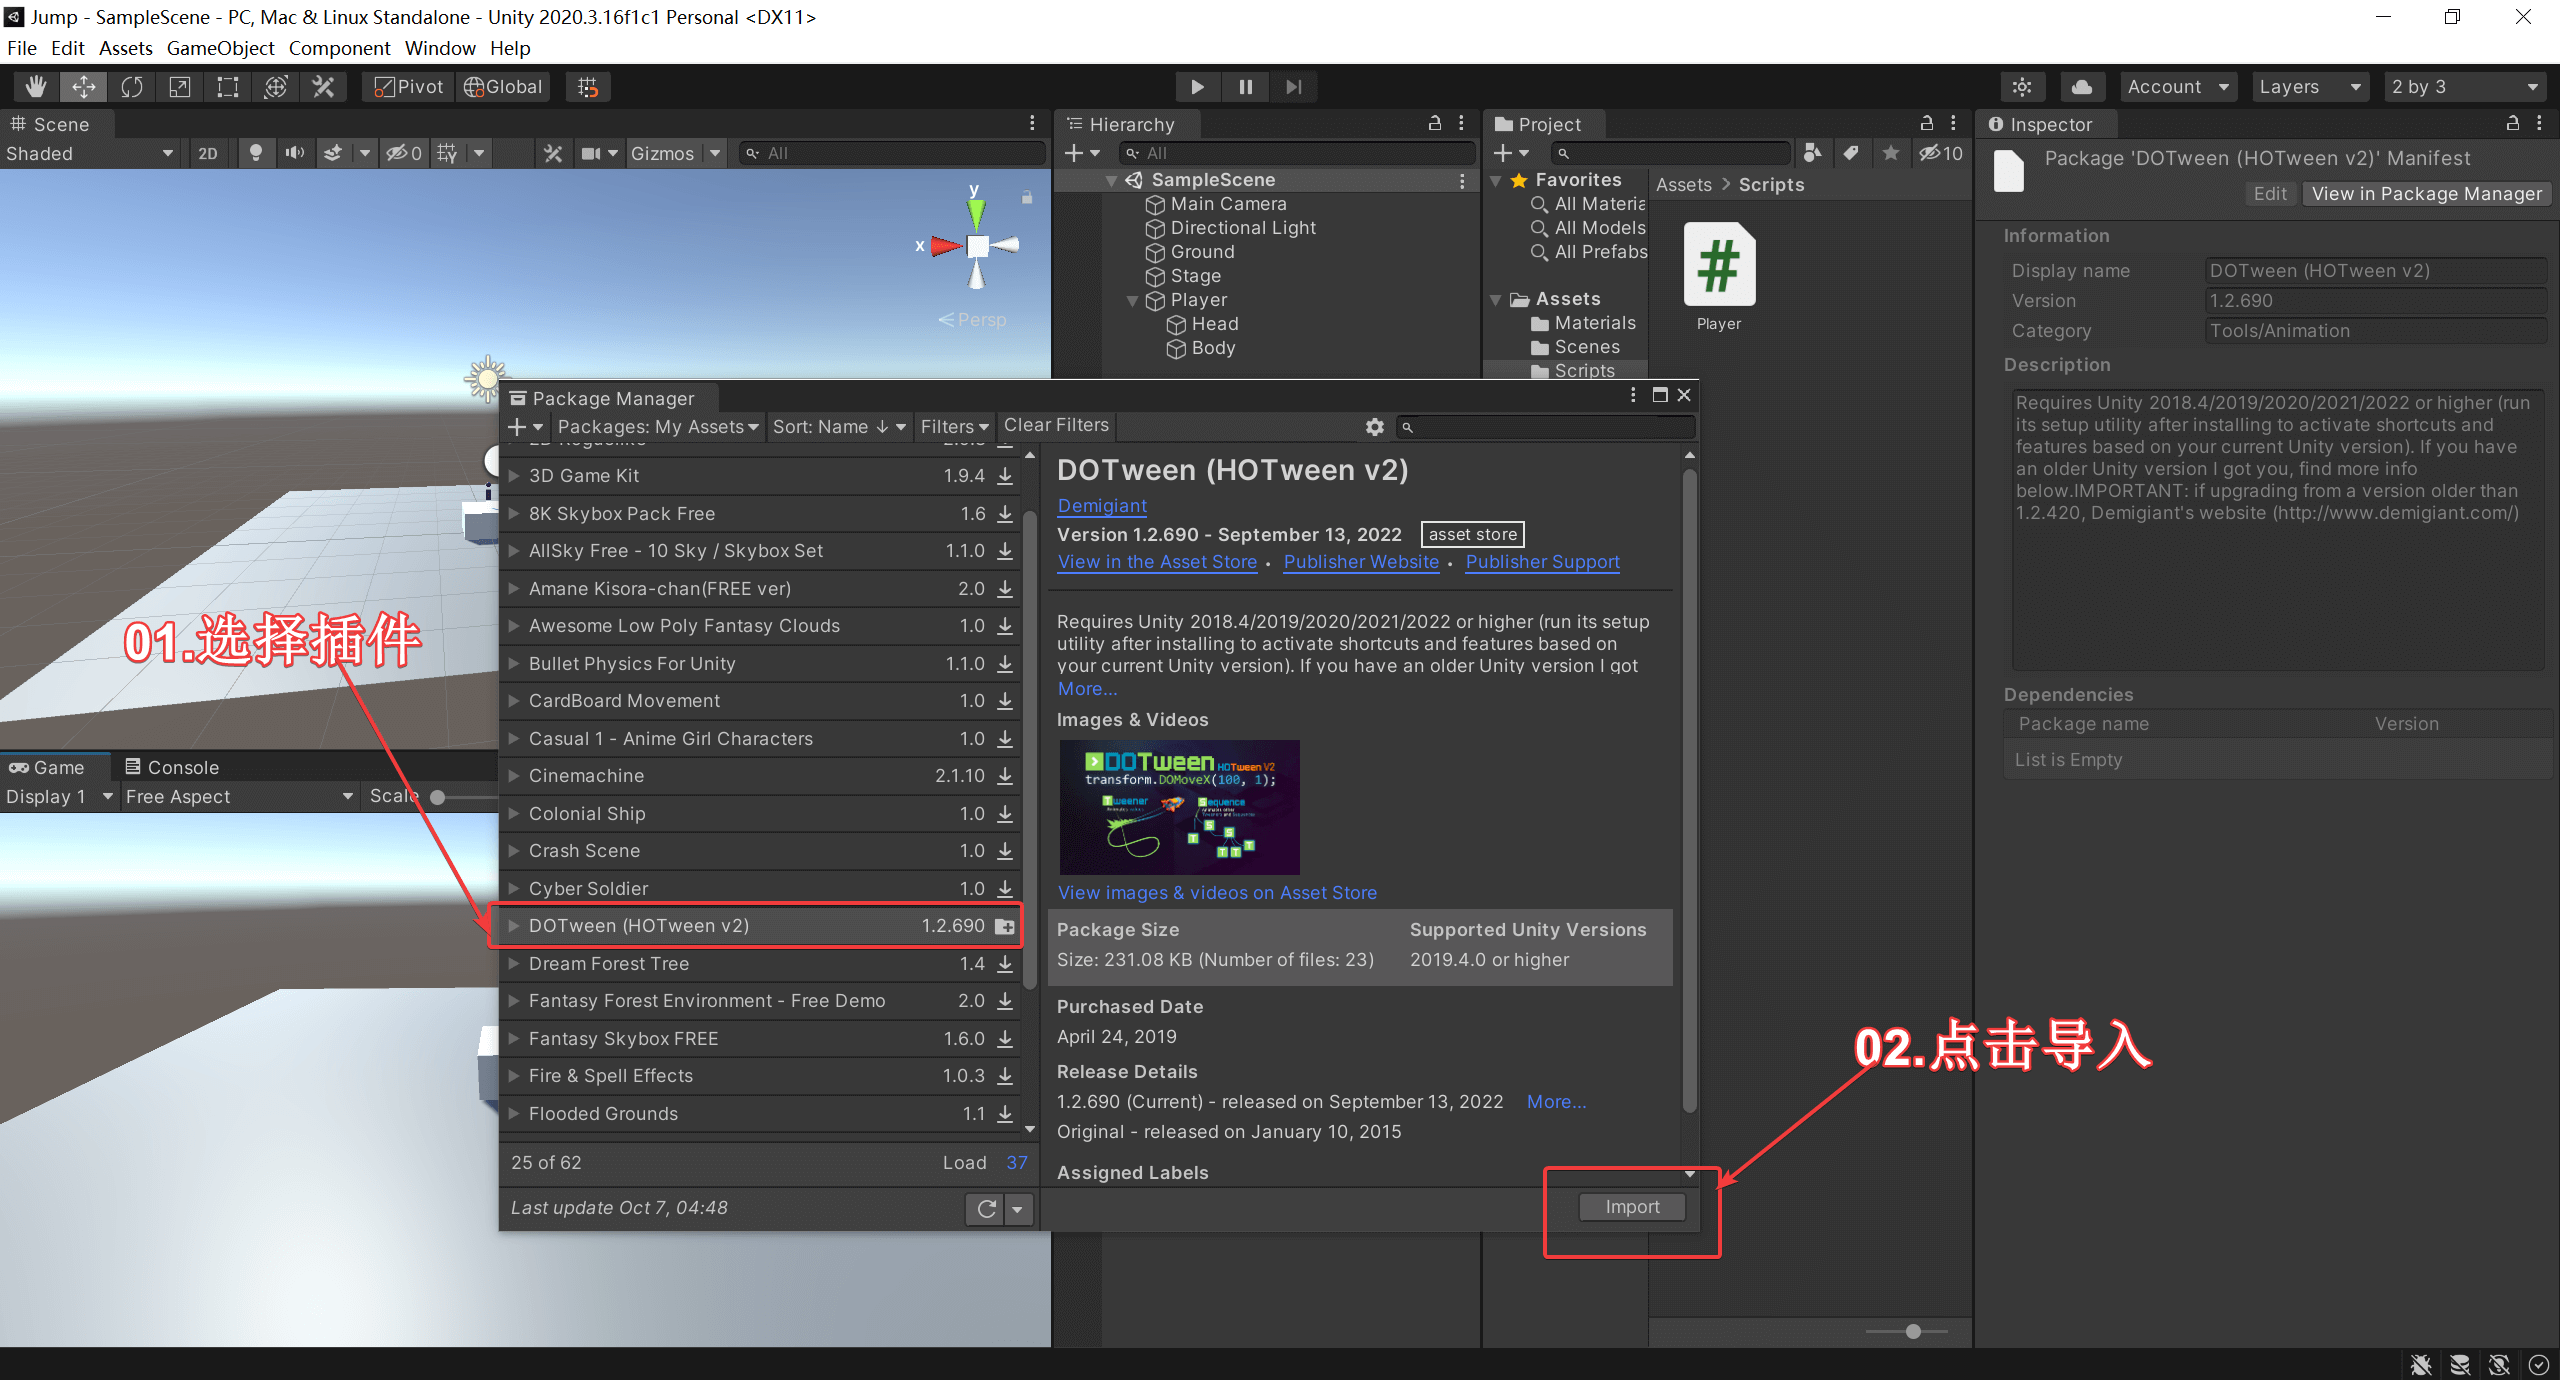 Jump - SampleScene - PC, Mac & Linux Standalone - Unity 2020.3.16f1c1 Personal <DX11>
File Edit Assets GameObject Component Window Help
Pivot Global Account Layers 2 by 3
Scene
Shaded 2D 0 Gizmos All
y
x
Persp
Hierarchy
All
SampleScene
Main Camera
Directional Light
Ground
Stage
Player
Head
Body
Project
10
Favorites
All Materia
All Models
All Prefabs
Assets
Materials
Scenes
Scripts
Assets > Scripts
#
Player
Inspector
Package 'DOTween (HOTween v2)' Manifest
Edit View in Package Manager
Information
Display name DOTween (HOTween v2)
Version 1.2.690
Category Tools/Animation
Description
Requires Unity 2018.4/2019/2020/2021/2022 or higher (run
its setup utility after installing to activate shortcuts and
features based on your current Unity version). If you have
an older Unity version I got you, find more info
below.IMPORTANT: if upgrading from a version older than
1.2.420, Demigiant's website (http://www.demigiant.com/)
Dependencies
Package name Version
List is Empty
Game Console
Display 1 Free Aspect Scale
Package Manager
Packages: My Assets Sort: Name ↓ Filters Clear Filters
3D Game Kit 1.9.4
8K Skybox Pack Free 1.6
AllSky Free - 10 Sky / Skybox Set 1.1.0
Amane Kisora-chan(FREE ver) 2.0
Awesome Low Poly Fantasy Clouds 1.0
Bullet Physics For Unity 1.1.0
CardBoard Movement 1.0
Casual 1 - Anime Girl Characters 1.0
Cinemachine 2.1.10
Colonial Ship 1.0
Crash Scene 1.0
Cyber Soldier 1.0
DOTween (HOTween v2) 1.2.690
Dream Forest Tree 1.4
Fantasy Forest Environment - Free Demo 2.0
Fantasy Skybox FREE 1.6.0
Fire & Spell Effects 1.0.3
Flooded Grounds 1.1
25 of 62 Load 37
Last update Oct 7, 04:48
DOTween (HOTween v2)
Demigiant
Version 1.2.690 - September 13, 2022 asset store
View in the Asset Store • Publisher Website • Publisher Support
Requires Unity 2018.4/2019/2020/2021/2022 or higher (run its setup
utility after installing to activate shortcuts and features based on
your current Unity version). If you have an older Unity version I got
More...
Images & Videos
DOTween HOTween V2
transform.DOMoveX(100, 1);
Tweener Sequence
S
T S S
T T T
View images & videos on Asset Store
Package Size Supported Unity Versions
Size: 231.08 KB (Number of files: 23) 2019.4.0 or higher
Purchased Date
April 24, 2019
Release Details
1.2.690 (Current) - released on September 13, 2022 More...
Original - released on January 10, 2015
Assigned Labels
Import
01.选择插件
02.点击导入